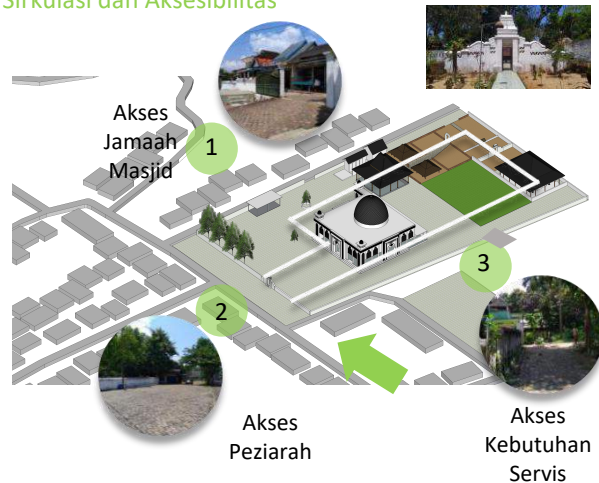 Sirkulasi dan Aksesibilitas
Akses
Jamaah
Masjid
1
2
3
Akses
Peziarah
Akses
Kebutuhan
Servis